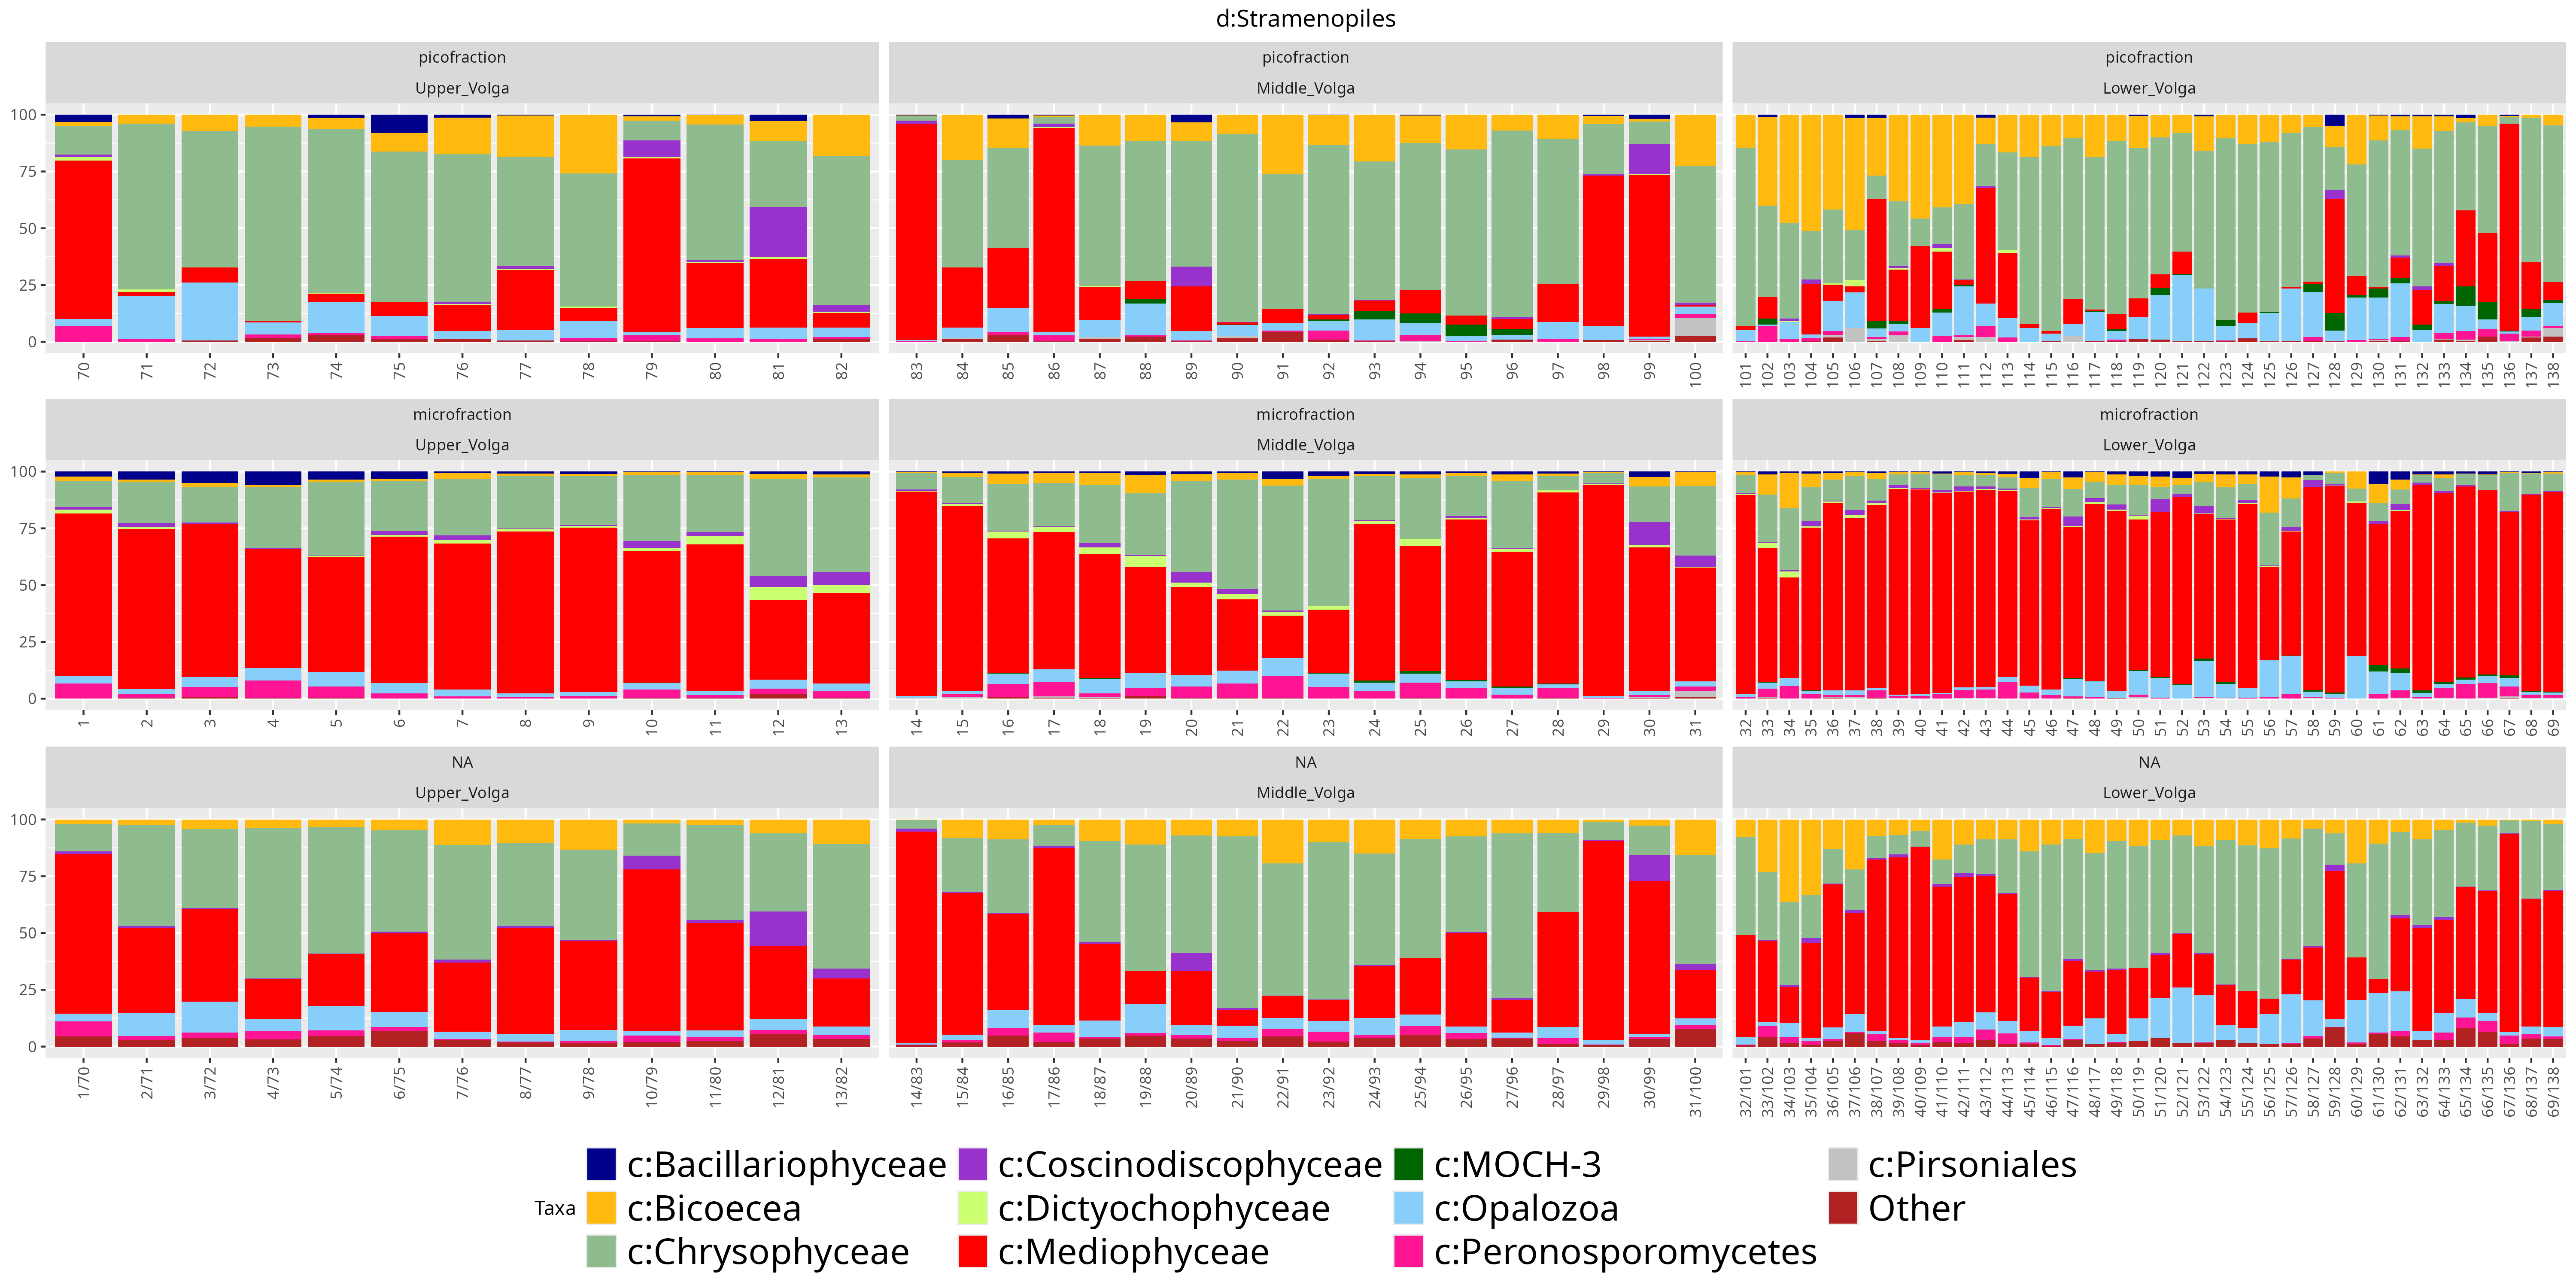 d:Stramenopiles
picofraction picofraction picofraction
Upper_Volga Middle_Volga Lower_Volga
100
75
50
25
0
70 71 72 73 74 75 76 77 78 79 80 81 82 83 84 85 86 87 88 89 90 91 92 93 94 95 96 97 98 99 100 101 102 103 104 105 106 107 108 109 110 111 112 113 114 115 116 117 118 119 120 121 122 123 124 125 126 127 128 129 130 131 132 133 134 135 136 137 138
microfraction microfraction microfraction
Upper_Volga Middle_Volga Lower_Volga
100
75
50
25
0
1 2 3 4 5 6 7 8 9 10 11 12 13 14 15 16 17 18 19 20 21 22 23 24 25 26 27 28 29 30 31 32 33 34 35 36 37 38 39 40 41 42 43 44 45 46 47 48 49 50 51 52 53 54 55 56 57 58 59 60 61 62 63 64 65 66 67 68 69
NA NA NA
Upper_Volga Middle_Volga Lower_Volga
100
75
50
25
0
1/70 2/71 3/72 4/73 5/74 6/75 7/76 8/77 9/78 10/79 11/80 12/81 13/82 14/83 15/84 16/85 17/86 18/87 19/88 20/89 21/90 22/91 23/92 24/93 25/94 26/95 27/96 28/97 29/98 30/99 31/100 32/101 33/102 34/103 35/104 36/105 37/106 38/107 39/108 40/109 41/110 42/111 43/112 44/113 45/114 46/115 47/116 48/117 49/118 50/119 51/120 52/121 53/122 54/123 55/124 56/125 57/126 58/127 59/128 60/129 61/130 62/131 63/132 64/133 65/134 66/135 67/136 68/137 69/138
c:Bacillariophyceae c:Coscinodiscophyceae c:MOCH-3 c:Pirsoniales
Taxa c:Bicoecea c:Dictyochophyceae c:Opalozoa Other
c:Chrysophyceae c:Mediophyceae c:Peronosporomycetes